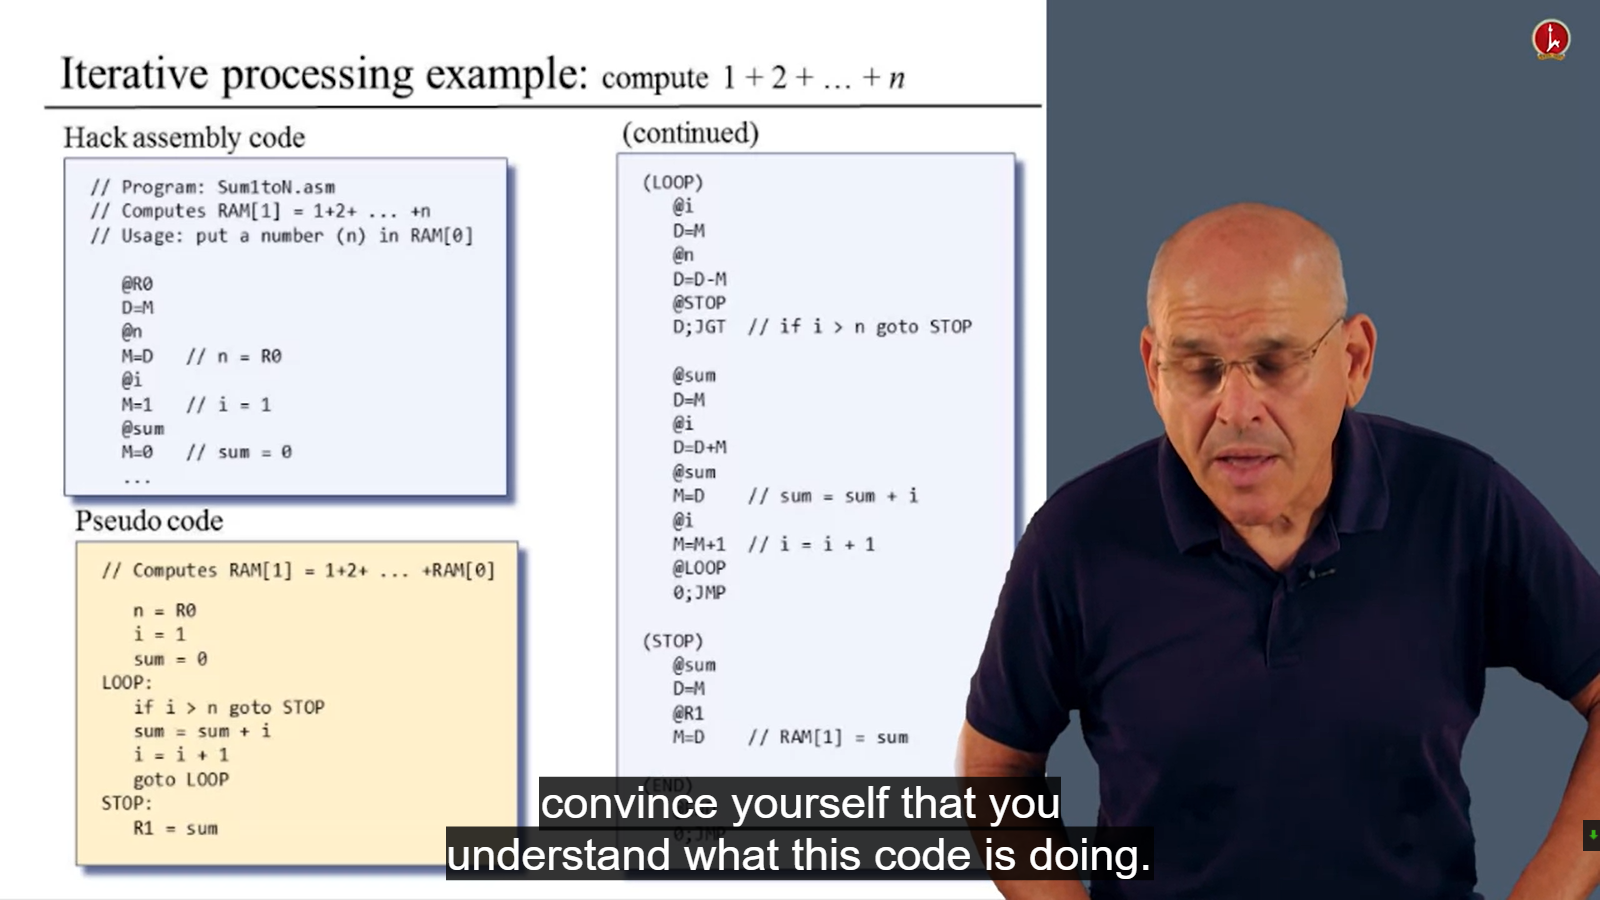 Iterative processing example: compute 1 + 2 + … + n
Hack assembly code
// Program: Sum1toN.asm
// Computes RAM[1] = 1+2+ ... +n
// Usage: put a number (n) in RAM[0]
@R0
D=M
@n
M=D // n = R0
@i
M=1 // i = 1
@sum
M=0 // sum = 0
...
Pseudo code
// Computes RAM[1] = 1+2+ ... +RAM[0]
n = R0
i = 1
sum = 0
LOOP:
if i > n goto STOP
sum = sum + i
i = i + 1
goto LOOP
STOP:
R1 = sum
(continued)
(LOOP)
@i
D=M
@n
D=D-M
@STOP
D;JGT // if i > n goto STOP
@sum
D=M
@i
D=D+M
@sum
M=D // sum = sum + i
@i
M=M+1 // i = i + 1
@LOOP
0;JMP
(STOP)
@sum
D=M
@R1
M=D // RAM[1] = sum
(END)
0;JMP
convince yourself that you
understand what this code is doing.